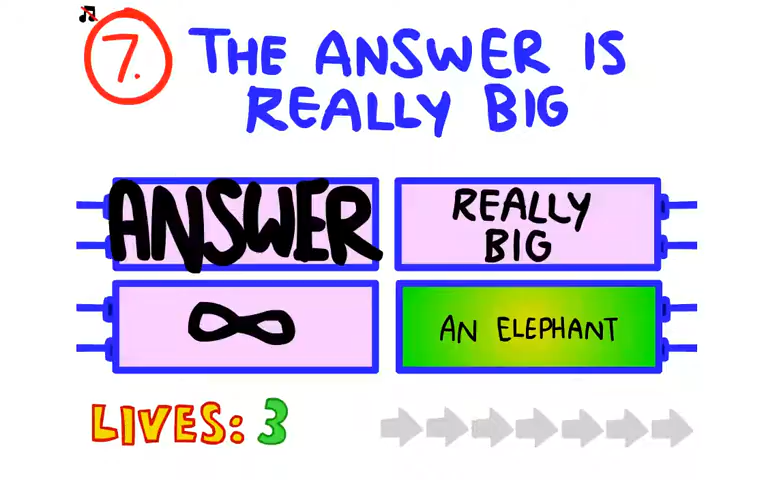 7.
THE ANSWER IS
REALLY BIG
ANSWER
REALLY
BIG
∞
AN ELEPHANT
LIVES: 3